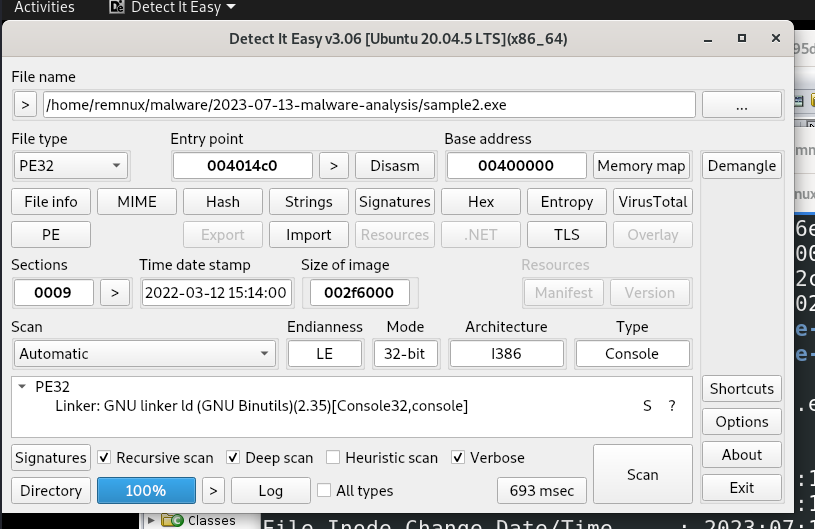 Activities Detect It Easy
Detect It Easy v3.06 [Ubuntu 20.04.5 LTS](x86_64)
File name
> /home/remnux/malware/2023-07-13-malware-analysis/sample2.exe ...
File type Entry point Base address
PE32 004014c0 > Disasm 00400000 Memory map Demangle
File info MIME Hash Strings Signatures Hex Entropy VirusTotal
PE Export Import Resources .NET TLS Overlay
Sections Time date stamp Size of image Resources
0009 > 2022-03-12 15:14:00 002f6000 Manifest Version
Scan Endianness Mode Architecture Type
Automatic LE 32-bit I386 Console
PE32
Linker: GNU linker ld (GNU Binutils)(2.35)[Console32,console] S ?
Shortcuts
Options
Signatures Recursive scan Deep scan Heuristic scan Verbose Scan About
Directory 100% > Log All types 693 msec Exit
Classes
File Inode Change Date/Time : 2023:07:1